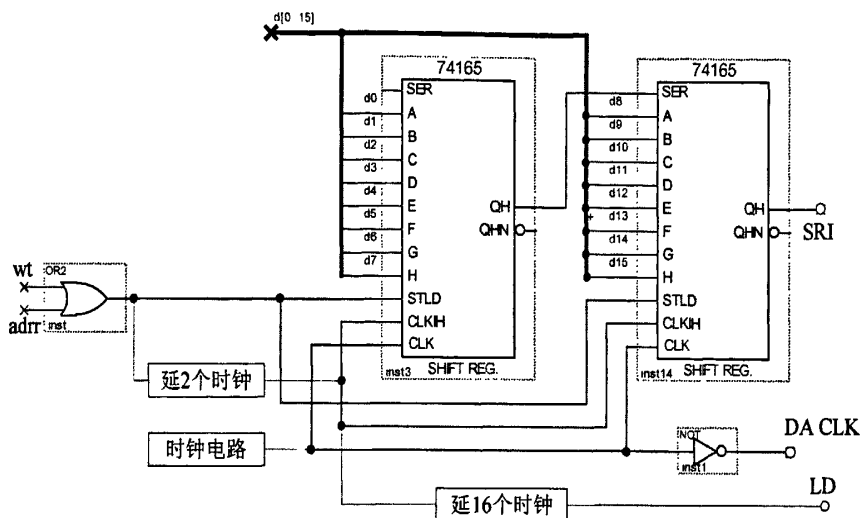 d[0 15]
74165
SER
d0
A
d1
B
d2
C
d3
D
d4
E
d5
F
d6
G
d7
H
QH
QHN
STLD
CLKIH
CLK
inst3
SHIFT REG.
74165
SER
d8
A
d9
B
d10
C
d11
D
d12
E
d13
F
d14
G
d15
H
QH
QHN
SRI
STLD
CLKIH
CLK
inst14
SHIFT REG.
wt
OR2
adrr
inst
延2个时钟
时钟电路
NOT
inst1
DA CLK
延16个时钟
LD